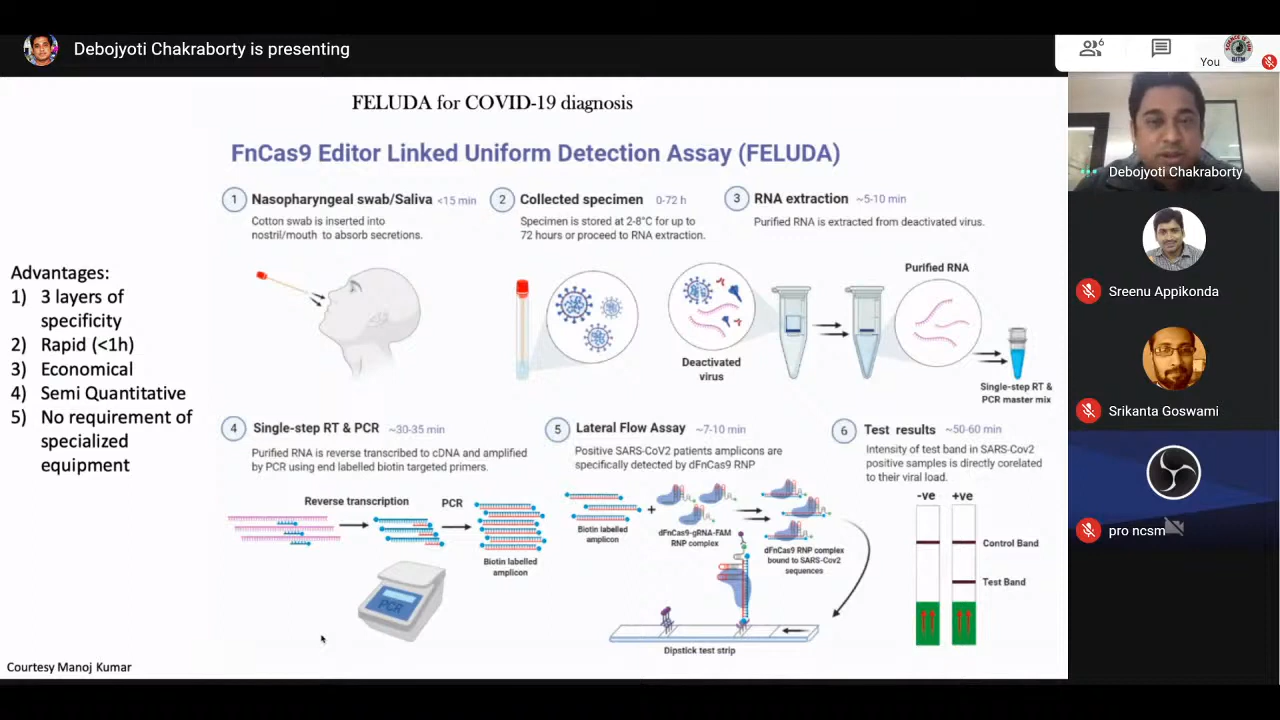 Debojyoti Chakraborty is presenting
6
You
SCIENCE IS FUN
BITM
FELUDA for COVID-19 diagnosis
FnCas9 Editor Linked Uniform Detection Assay (FELUDA)
1 Nasopharyngeal swab/Saliva <15 min
Cotton swab is inserted into
nostril/mouth to absorb secretions.
2 Collected specimen 0-72 h
Specimen is stored at 2-8°C for up to
72 hours or proceed to RNA extraction.
3 RNA extraction ~5-10 min
Purified RNA is extracted from deactivated virus.
Deactivated
virus
Purified RNA
Single-step RT &
PCR master mix
Advantages:
1) 3 layers of
specificity
2) Rapid (<1h)
3) Economical
4) Semi Quantitative
5) No requirement of
specialized
equipment
4 Single-step RT & PCR ~30-35 min
Purified RNA is reverse transcribed to cDNA and amplified
by PCR using end labelled biotin targeted primers.
Reverse transcription
PCR
Biotin labelled
amplicon
PCR
5 Lateral Flow Assay ~7-10 min
Positive SARS-CoV2 patients amplicons are
specifically detected by dFnCas9 RNP
Biotin labelled
amplicon
+
dFnCas9-gRNA-FAM
RNP complex
dFnCas9 RNP complex
bound to SARS-Cov2
sequences
Dipstick test strip
6 Test results ~50-60 min
Intensity of test band in SARS-Cov2
positive samples is directly corelated
to their viral load.
-ve +ve
Control Band
Test Band
Courtesy Manoj Kumar
Debojyoti Chakraborty
Sreenu Appikonda
Srikanta Goswami
pro ncsm